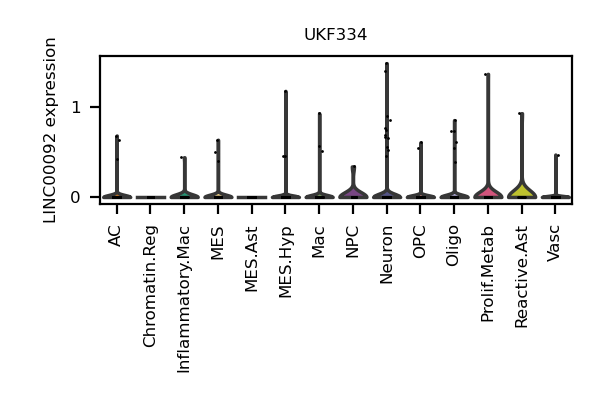 UKF334
LINC00092 expression
1
0
AC
Chromatin.Reg
Inflammatory.Mac
MES
MES.Ast
MES.Hyp
Mac
NPC
Neuron
OPC
Oligo
Prolif.Metab
Reactive.Ast
Vasc